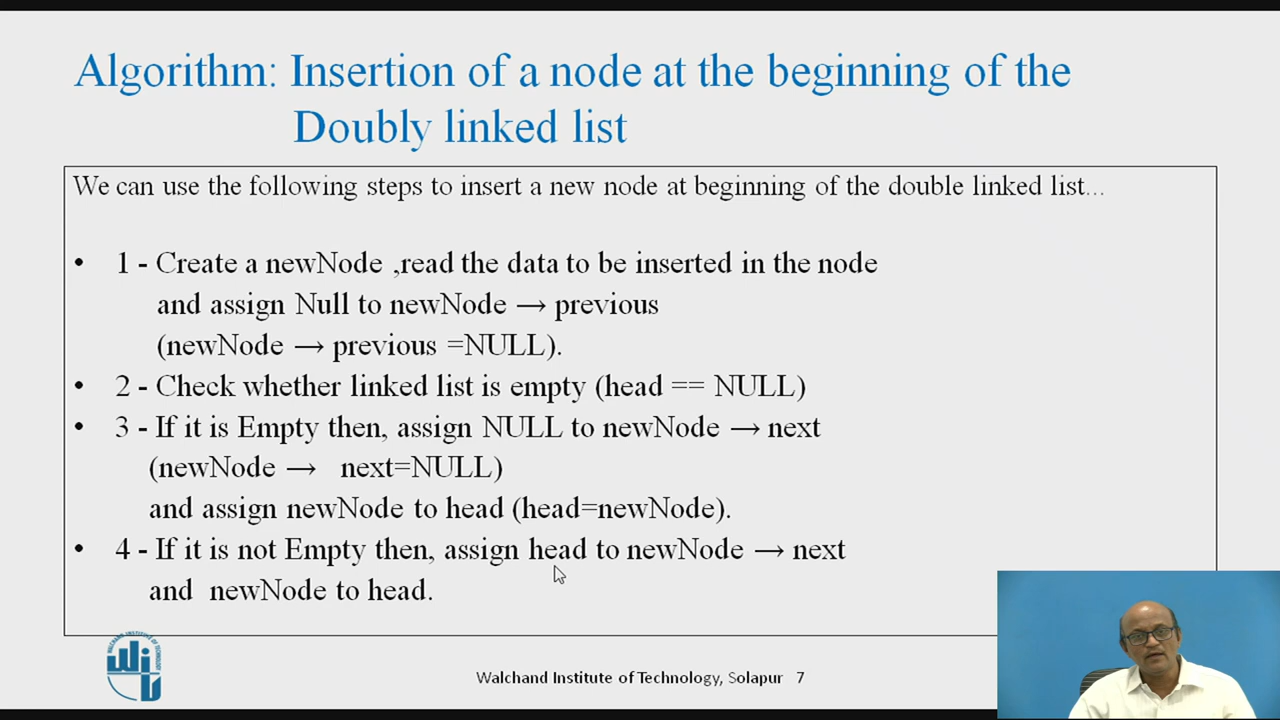 Algorithm: Insertion of a node at the beginning of the
Doubly linked list
We can use the following steps to insert a new node at beginning of the double linked list...
• 1 - Create a newNode ,read the data to be inserted in the node
and assign Null to newNode → previous
(newNode → previous =NULL).
• 2 - Check whether linked list is empty (head == NULL)
• 3 - If it is Empty then, assign NULL to newNode → next
(newNode → next=NULL)
and assign newNode to head (head=newNode).
• 4 - If it is not Empty then, assign head to newNode → next
and newNode to head.
WALCHAND INSTITUTE OF TECHNOLOGY
WIT
Walchand Institute of Technology, Solapur 7